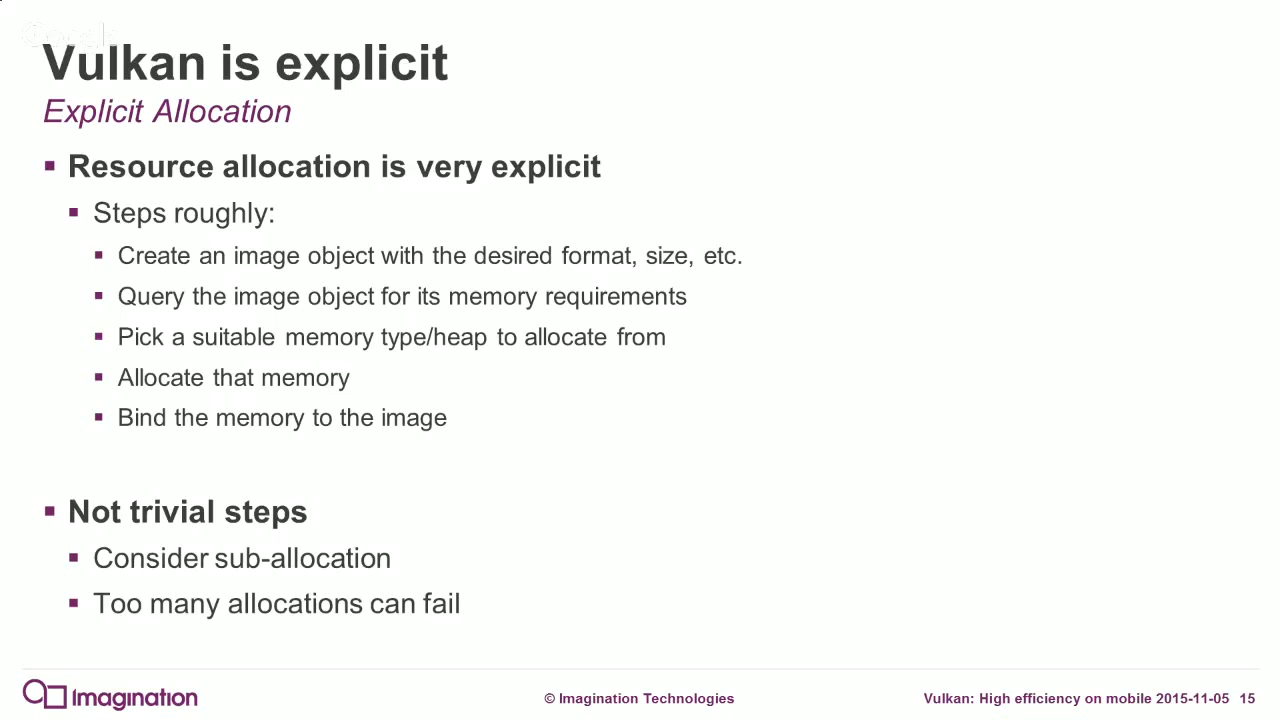 Vulkan is explicit
Explicit Allocation
Resource allocation is very explicit
Steps roughly:
Create an image object with the desired format, size, etc.
Query the image object for its memory requirements
Pick a suitable memory type/heap to allocate from
Allocate that memory
Bind the memory to the image
Not trivial steps
Consider sub-allocation
Too many allocations can fail
Imagination
© Imagination Technologies
Vulkan: High efficiency on mobile 2015-11-05 15